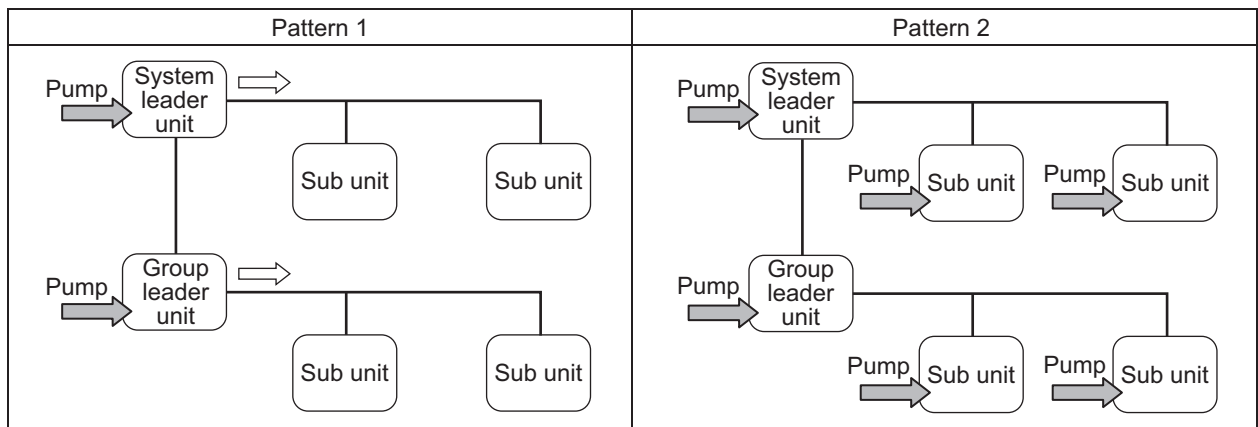 Pattern 1
Pump
System
leader
unit
Sub unit
Sub unit
Pump
Group
leader
unit
Sub unit
Sub unit
Pattern 2
Pump
System
leader
unit
Pump
Sub unit
Pump
Sub unit
Pump
Group
leader
unit
Pump
Sub unit
Pump
Sub unit